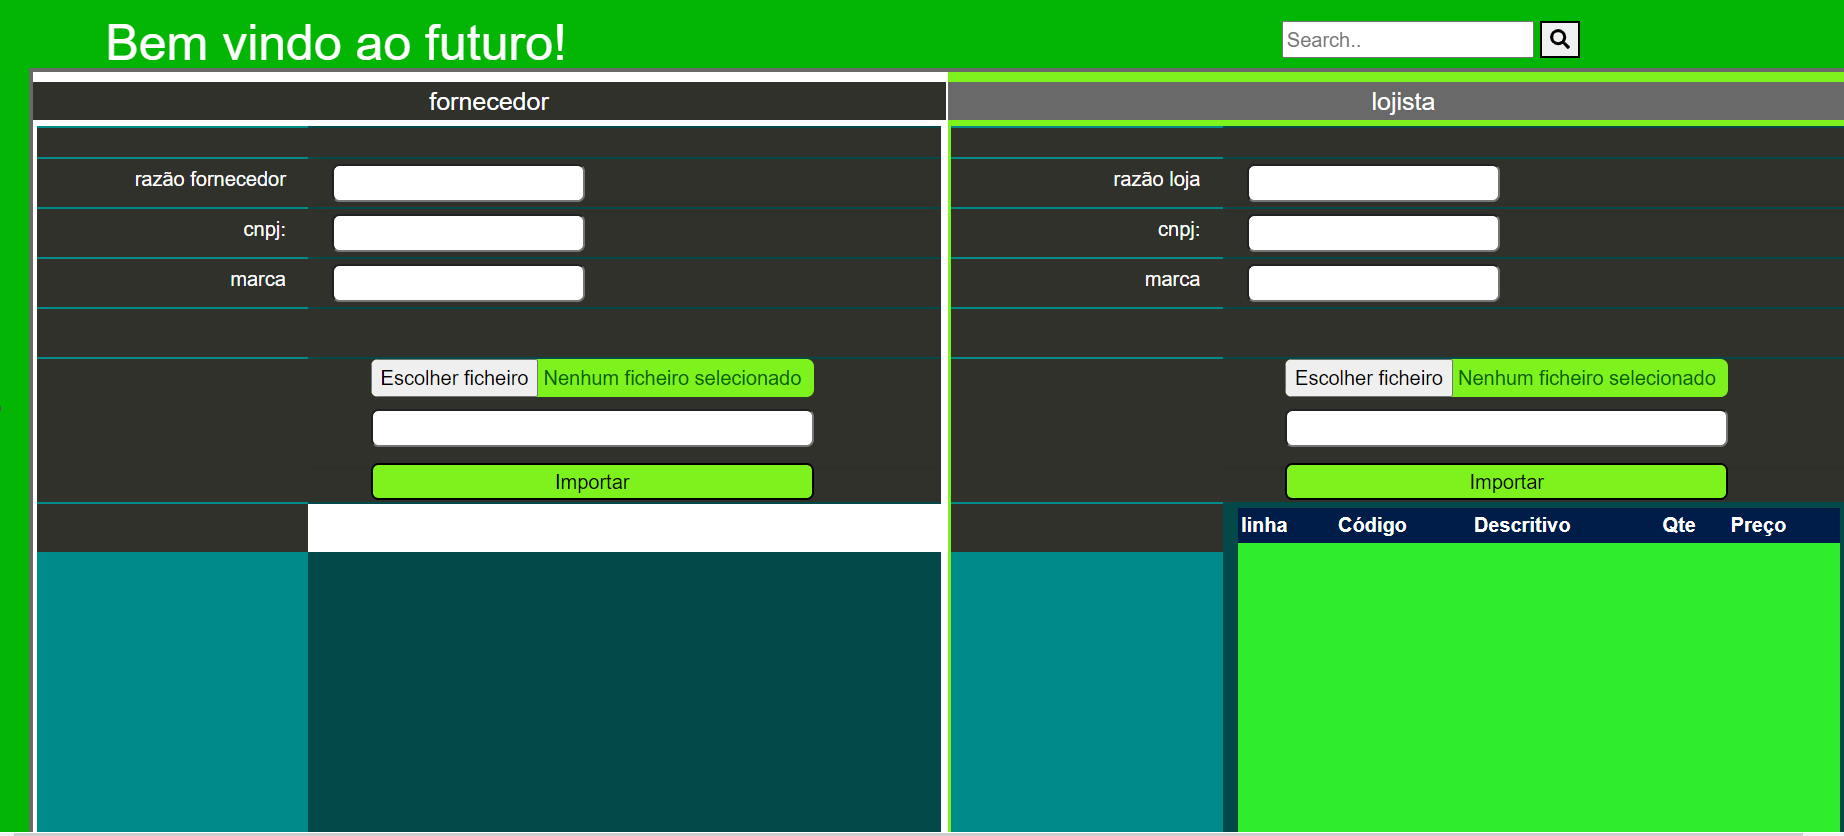 Bem vindo ao futuro!
Search..
fornecedor
razão fornecedor
cnpj:
marca
Escolher ficheiro Nenhum ficheiro selecionado
Importar
lojista
razão loja
cnpj:
marca
Escolher ficheiro Nenhum ficheiro selecionado
Importar
linha Código Descritivo Qte Preço